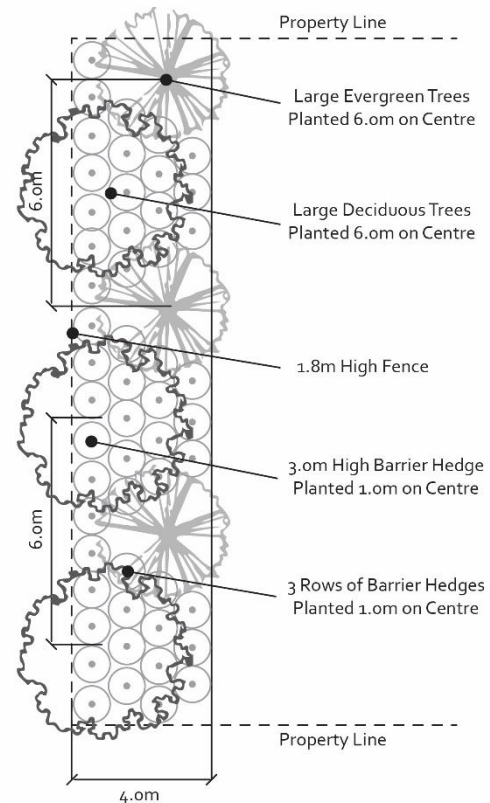 Property Line
Large Evergreen Trees
Planted 6.0m on Centre
6.0m
Large Deciduous Trees
Planted 6.0m on Centre
1.8m High Fence
3.0m High Barrier Hedge
Planted 1.0m on Centre
6.0m
3 Rows of Barrier Hedges
Planted 1.0m on Centre
Property Line
4.0m